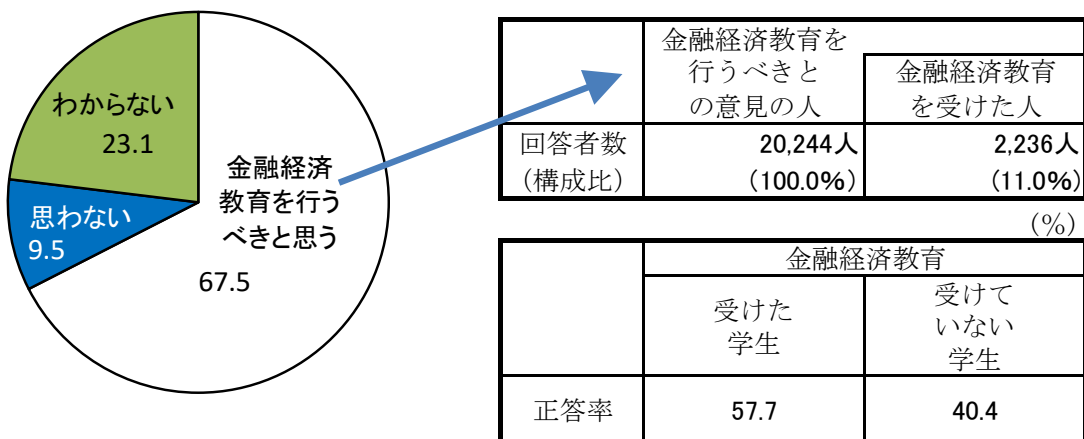 わからない
23.1
思わない
9.5
金融経済
教育を行う
べきと思う
67.5
金融経済教育を
行うべきと
の意見の人
金融経済教育
を受けた人
回答者数 20,244人 2,236人
(構成比) (100.0%) (11.0%)
(%)
金融経済教育
受けた
学生
受けて
いない
学生
正答率 57.7 40.4